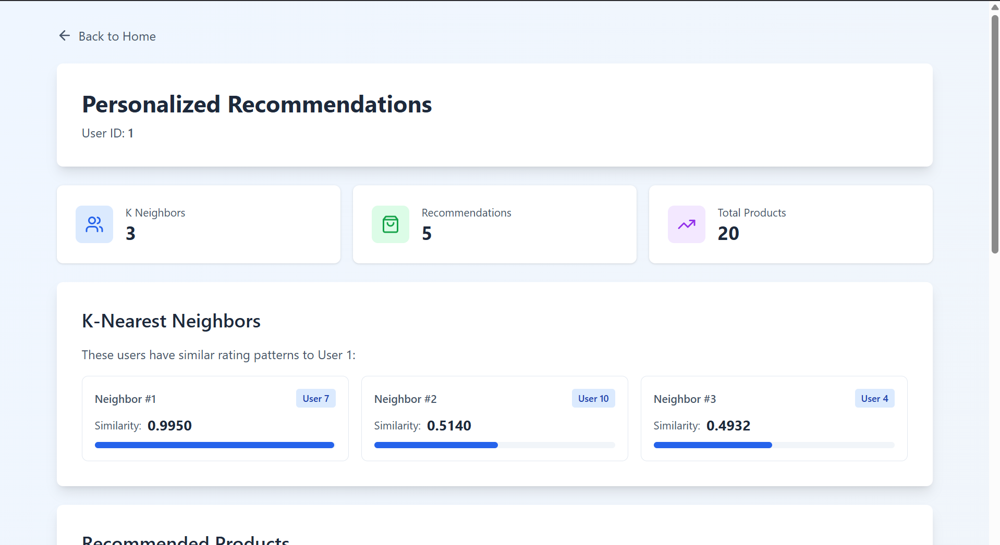 Back to Home
Personalized Recommendations
User ID: 1
K Neighbors
3
Recommendations
5
Total Products
20
K-Nearest Neighbors
These users have similar rating patterns to User 1:
Neighbor #1
User 7
Similarity: 0.9950
Neighbor #2
User 10
Similarity: 0.5140
Neighbor #3
User 4
Similarity: 0.4932
Recommended Products